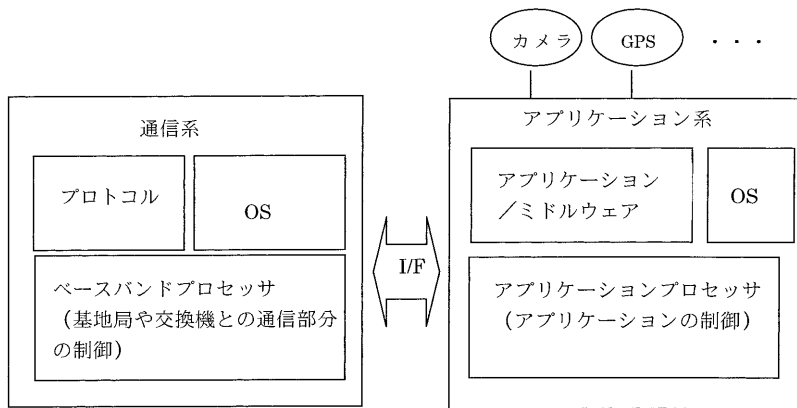 カメラ
GPS
・・・
通信系
プロトコル
OS
ベースバンドプロセッサ
(基地局や交換機との通信部分
の制御)
I/F
アプリケーション系
アプリケーション
/ミドルウェア
OS
アプリケーションプロセッサ
(アプリケーションの制御)